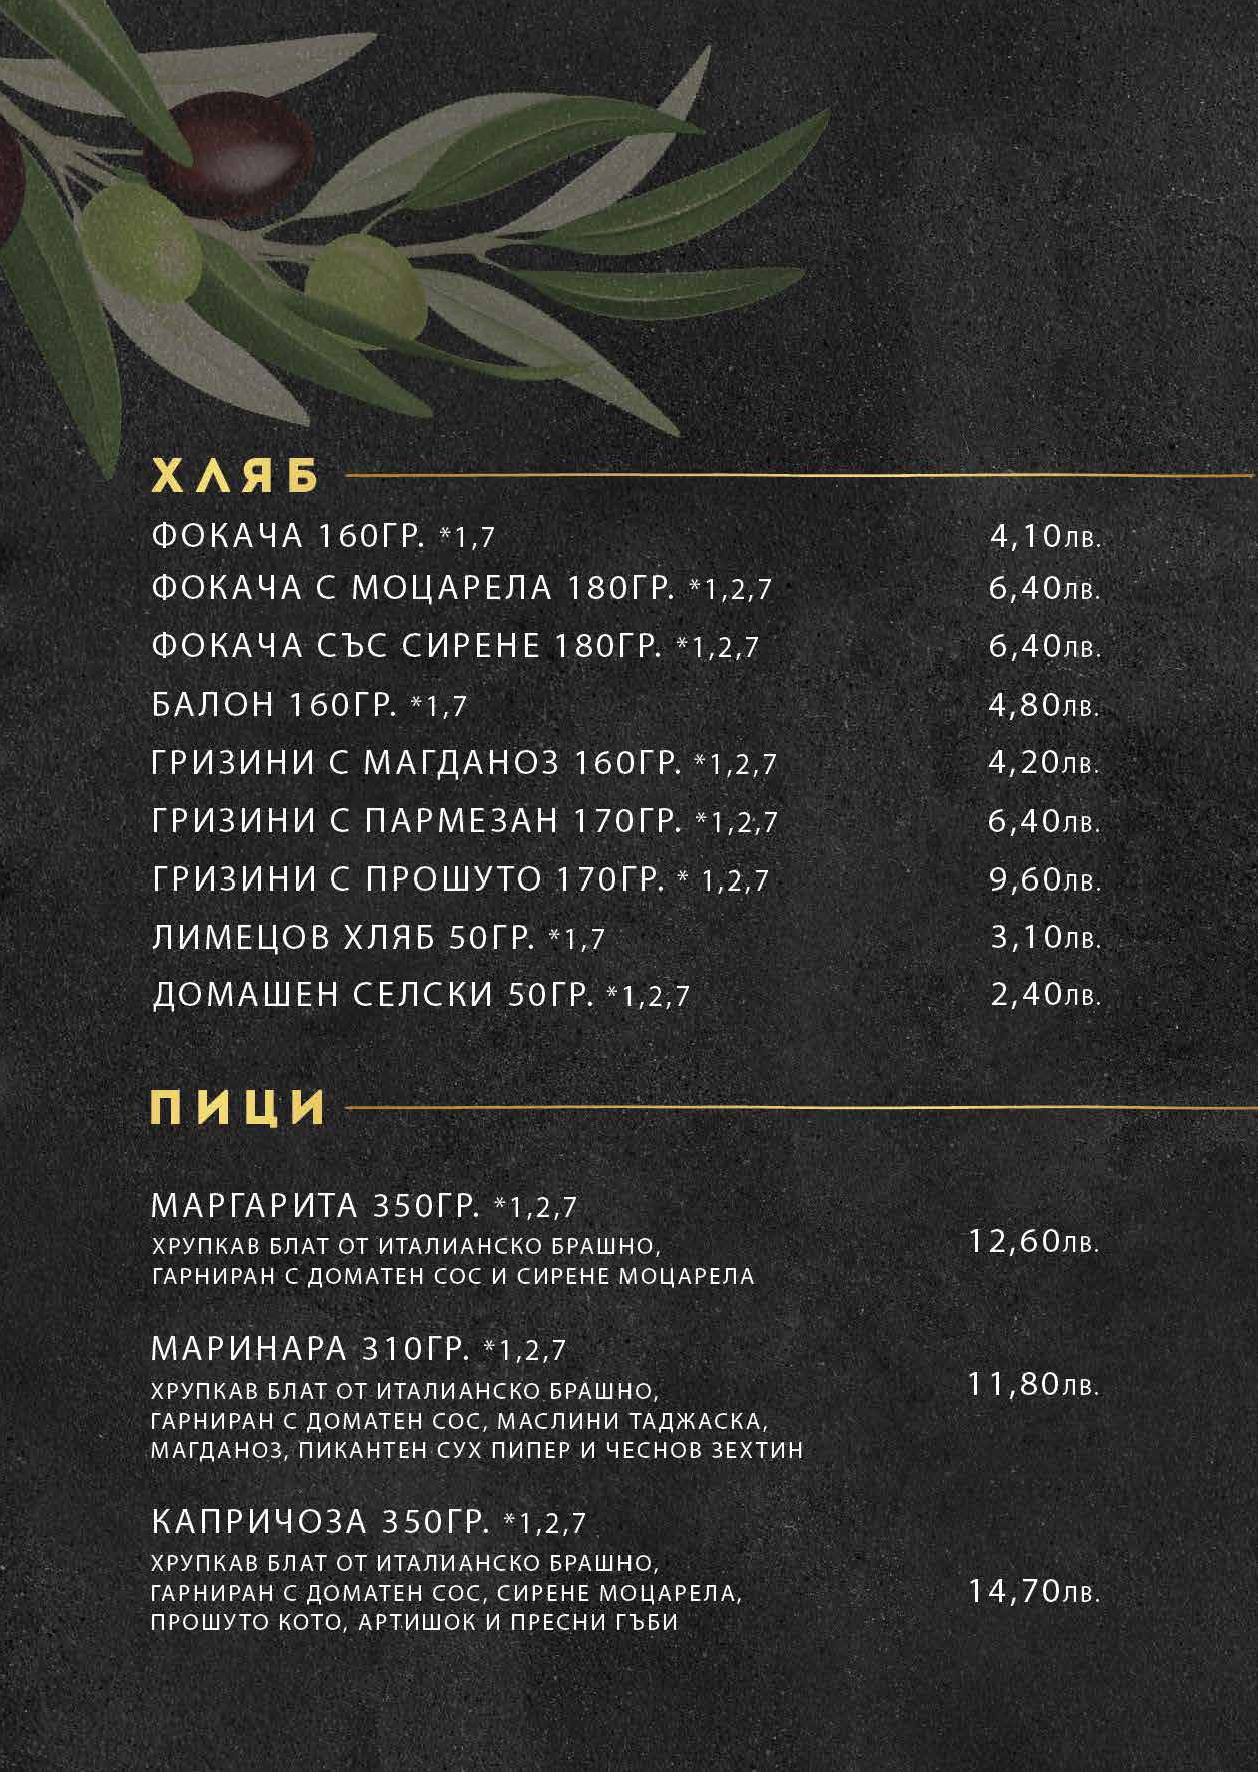 ХЛЯБ
ФОКАЧА 160ГР. *1,7 4,10лв.
ФОКАЧА С МОЦАРЕЛА 180ГР. *1,2,7 6,40лв.
ФОКАЧА СЪС СИРЕНЕ 180ГР. *1,2,7 6,40лв.
БАЛОН 160ГР. *1,7 4,80лв.
ГРИЗИНИ С МАГДАНОЗ 160ГР. *1,2,7 4,20лв.
ГРИЗИНИ С ПАРМЕЗАН 170ГР. *1,2,7 6,40лв.
ГРИЗИНИ С ПРОШУТО 170ГР. * 1,2,7 9,60лв.
ЛИМЕЦОВ ХЛЯБ 50ГР. *1,7 3,10лв.
ДОМАШЕН СЕЛСКИ 50ГР. *1,2,7 2,40лв.
ПИЦИ
МАРГАРИТА 350ГР. *1,2,7
ХРУПКАВ БЛАТ ОТ ИТАЛИАНСКО БРАШНО, 12,60лв.
ГАРНИРАН С ДОМАТЕН СОС И СИРЕНЕ МОЦАРЕЛА
МАРИНАРА 310ГР. *1,2,7
ХРУПКАВ БЛАТ ОТ ИТАЛИАНСКО БРАШНО, 11,80лв.
ГАРНИРАН С ДОМАТЕН СОС, МАСЛИНИ ТАДЖАСКА,
МАГДАНОЗ, ПИКАНТЕН СУХ ПИПЕР И ЧЕСНОВ ЗЕХТИН
КАПРИЧОЗА 350ГР. *1,2,7
ХРУПКАВ БЛАТ ОТ ИТАЛИАНСКО БРАШНО,
ГАРНИРАН С ДОМАТЕН СОС, СИРЕНЕ МОЦАРЕЛА, 14,70лв.
ПРОШУТО КОТО, АРТИШОК И ПРЕСНИ ГЪБИ